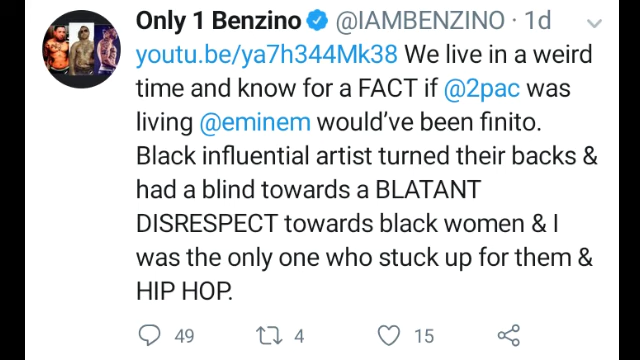 Only 1 Benzino @IAMBENZINO · 1d
youtu.be/ya7h344Mk38 We live in a weird
time and know for a FACT if @2pac was
living @eminem would've been finito.
Black influential artist turned their backs &
had a blind towards a BLATANT
DISRESPECT towards black women & I
was the only one who stuck up for them &
HIP HOP.
49 4 15